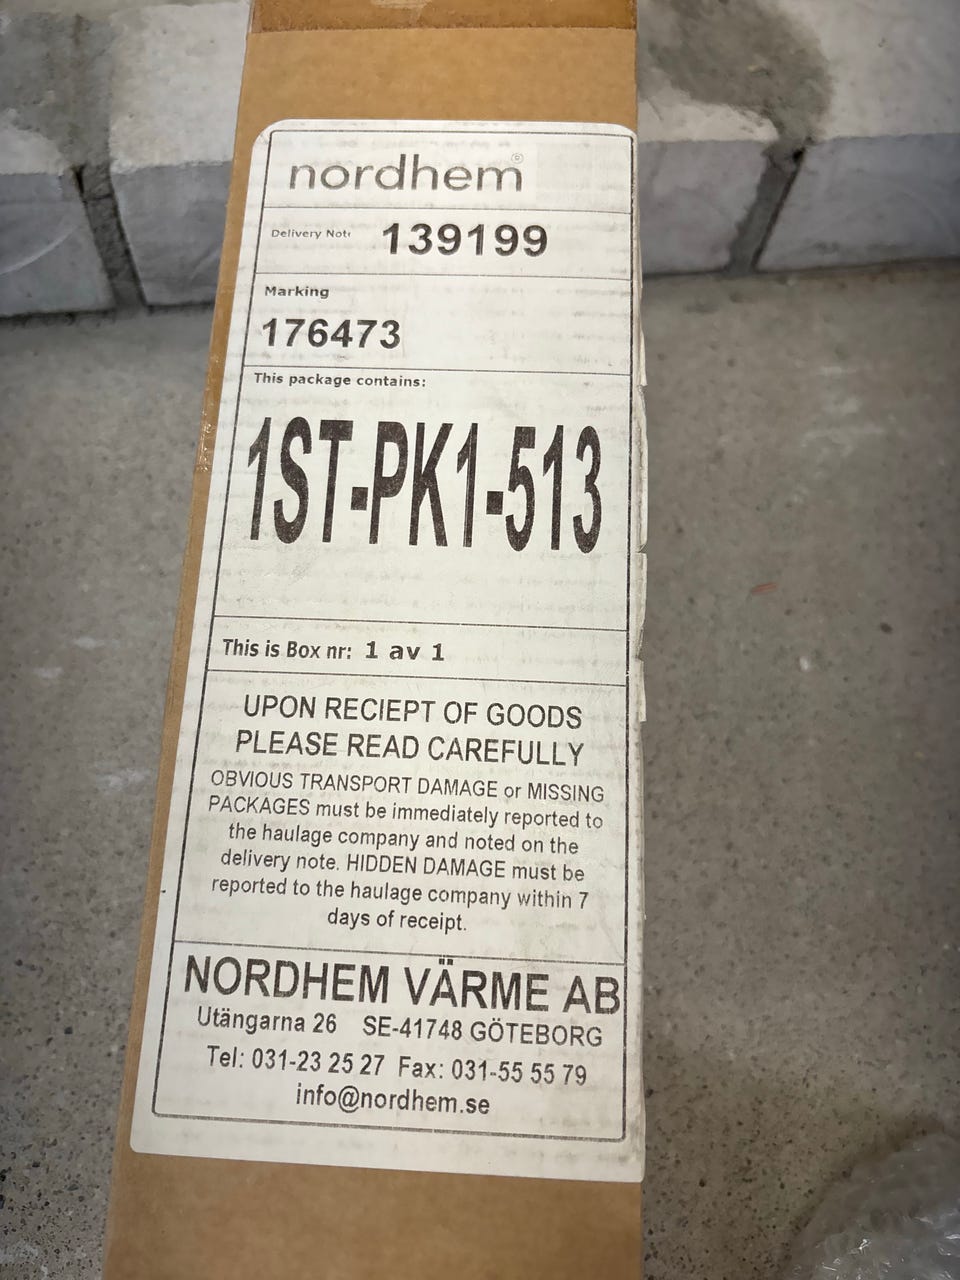 nordhem®
Delivery Note 139199
Marking
176473
This package contains:
1ST-PK1-513
This is Box nr: 1 av 1
UPON RECIEPT OF GOODS
PLEASE READ CAREFULLY
OBVIOUS TRANSPORT DAMAGE or MISSING
PACKAGES must be immediately reported to
the haulage company and noted on the
delivery note. HIDDEN DAMAGE must be
reported to the haulage company within 7
days of receipt.
NORDHEM VÄRME AB
Utängarna 26 SE-41748 GÖTEBORG
Tel: 031-23 25 27 Fax: 031-55 55 79
info@nordhem.se